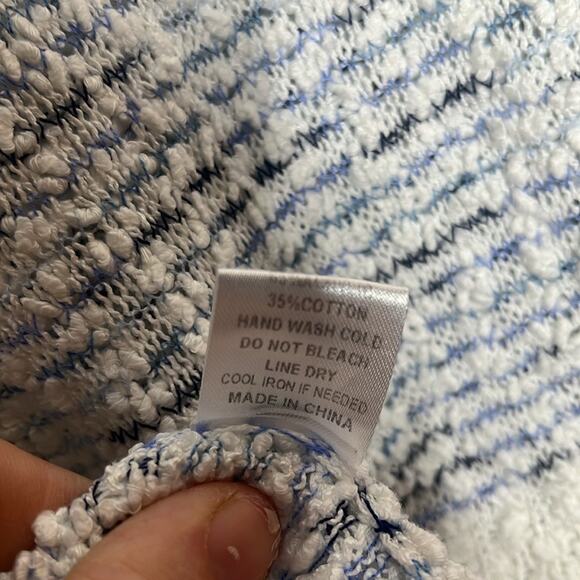 35%COTTON
HAND WASH COLD
DO NOT BLEACH
LINE DRY
COOL IRON IF NEEDED
MADE IN CHINA